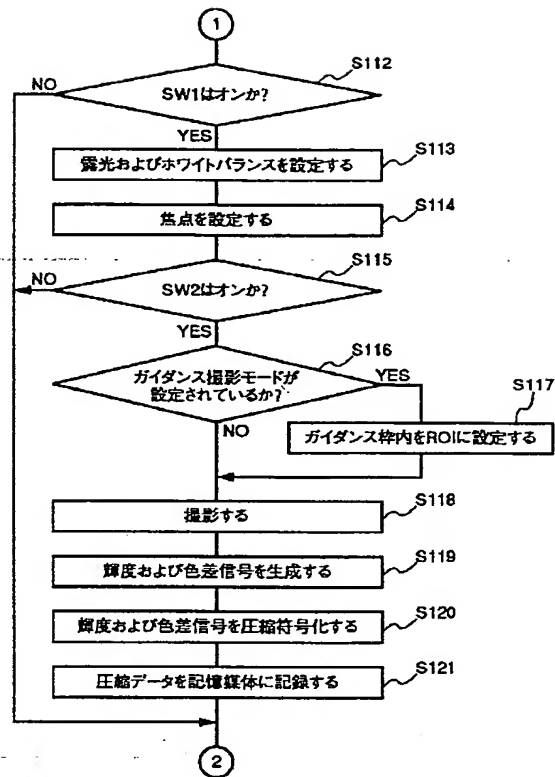 1
S112
NO
SW1はオンか?
YES
S113
露光およびホワイトバランスを設定する
S114
焦点を設定する
S115
NO
SW2はオンか?
YES
S116
ガイダンス撮影モードが
設定されているか?
YES
S117
NO
ガイダンス枠内をROIに設定する
S118
撮影する
S119
輝度および色差信号を生成する
S120
輝度および色差信号を圧縮符号化する
S121
圧縮データを記憶媒体に記録する
2